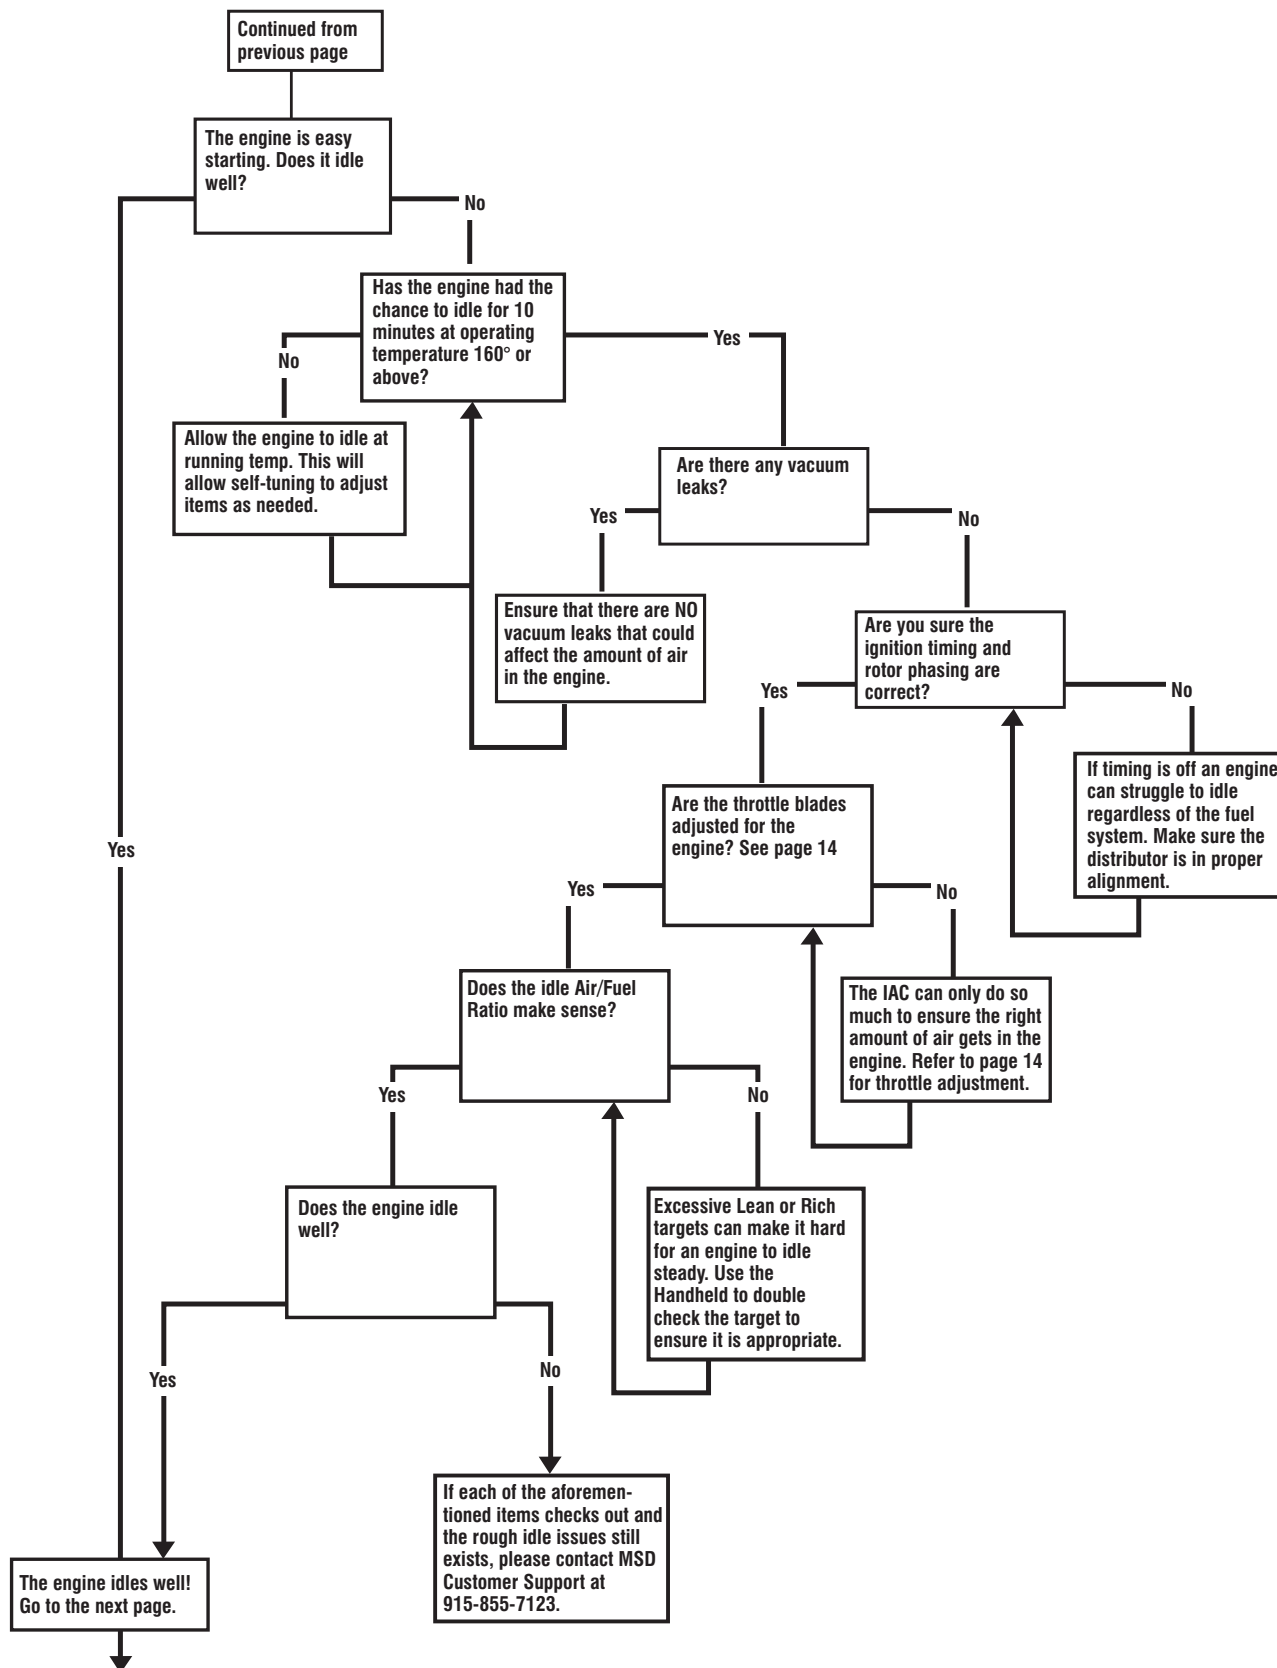 Continued from
previous page
The engine is easy
starting. Does it idle
well?
No
Has the engine had the
chance to idle for 10
minutes at operating
temperature 160° or
above?
No
Yes
Allow the engine to idle at
running temp. This will
allow self-tuning to adjust
items as needed.
Are there any vacuum
leaks?
Yes
No
Ensure that there are NO
vacuum leaks that could
affect the amount of air
in the engine.
Are you sure the
ignition timing and
rotor phasing are
correct?
Yes
No
If timing is off an engine
can struggle to idle
regardless of the fuel
system. Make sure the
distributor is in proper
alignment.
Are the throttle blades
adjusted for the
engine? See page 14
Yes
Yes
No
Does the idle Air/Fuel
Ratio make sense?
The IAC can only do so
much to ensure the right
amount of air gets in the
engine. Refer to page 14
for throttle adjustment.
Yes
No
Does the engine idle
well?
Excessive Lean or Rich
targets can make it hard
for an engine to idle
steady. Use the
Handheld to double
check the target to
ensure it is appropriate.
Yes
No
If each of the aforemen-
tioned items checks out and
the rough idle issues still
exists, please contact MSD
Customer Support at
915-855-7123.
The engine idles well!
Go to the next page.